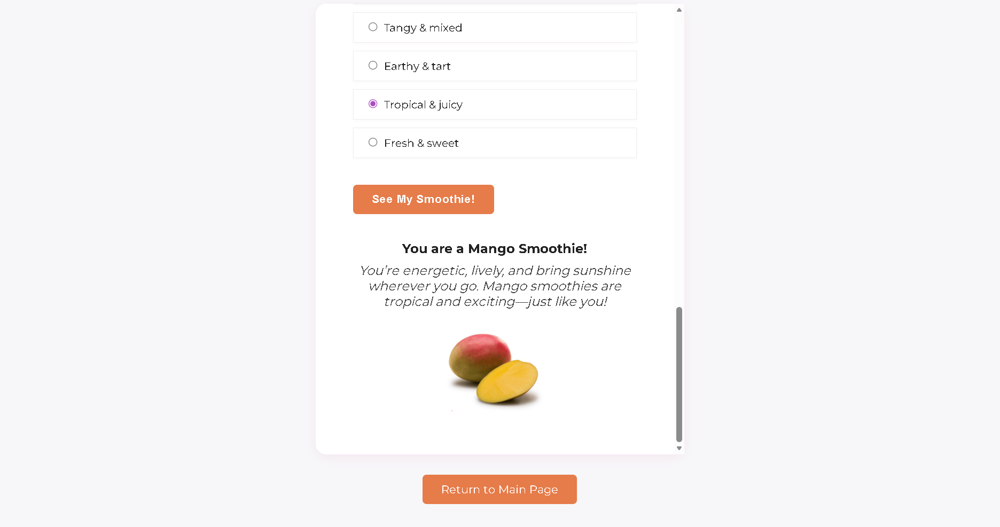 Tangy & mixed
Earthy & tart
Tropical & juicy
Fresh & sweet
See My Smoothie!
You are a Mango Smoothie!
You’re energetic, lively, and bring sunshine
wherever you go. Mango smoothies are
tropical and exciting—just like you!
Return to Main Page